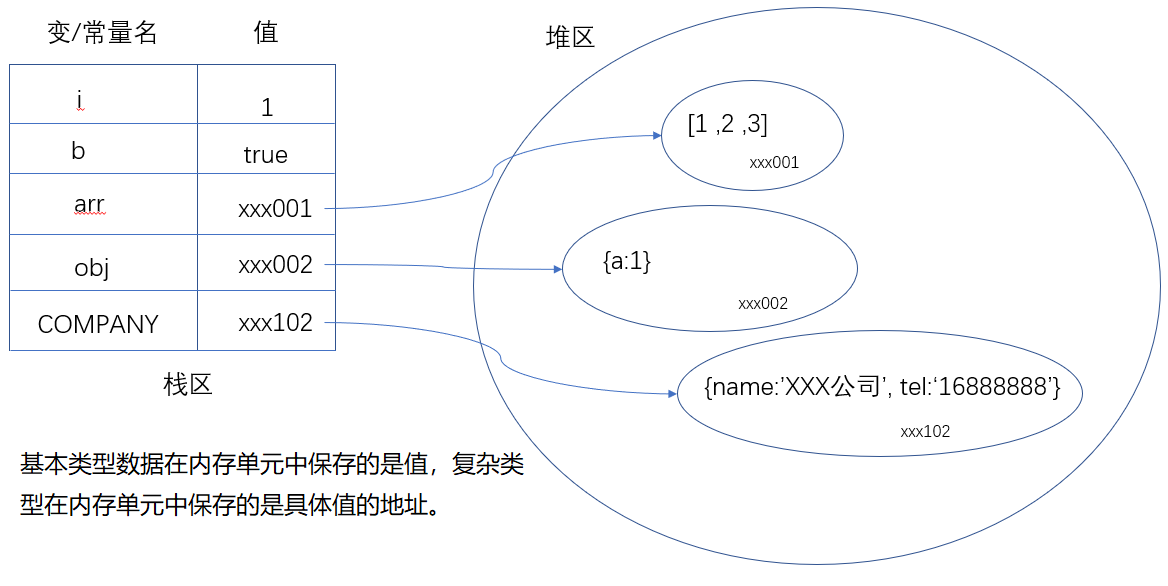 变/常量名 值
堆区
i 1
b true
arr xxx001
obj xxx002
COMPANY xxx102
栈区
[1 ,2 ,3]
xxx001
{a:1}
xxx002
{name:’XXX公司’, tel:‘16888888’}
xxx102
基本类型数据在内存单元中保存的是值，复杂类
型在内存单元中保存的是具体值的地址。